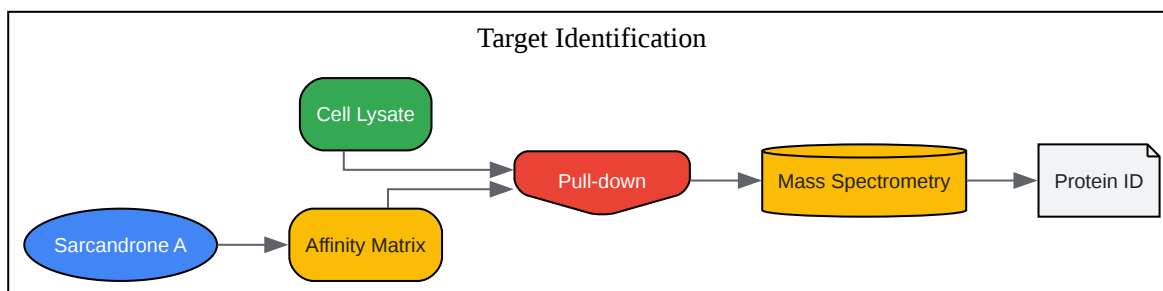 Target Identification
Cell Lysate
Pull-down
Mass Spectrometry
Protein ID
Sarcandrone A
Affinity Matrix